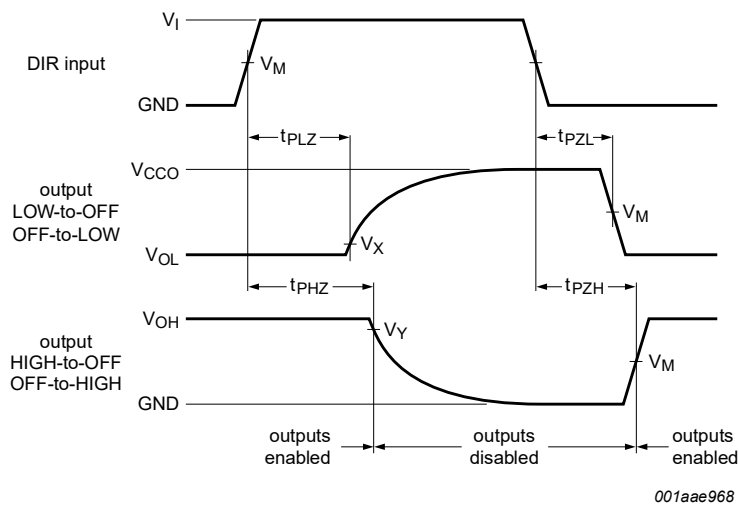 V_I
DIR input
V_M
GND
t_PLZ
t_PZL
V_CCO
output
LOW-to-OFF
OFF-to-LOW
V_M
V_X
V_OL
t_PHZ
t_PZH
V_OH
V_Y
output
HIGH-to-OFF
OFF-to-HIGH
V_M
GND
outputs
enabled
outputs
disabled
outputs
enabled
001aae968